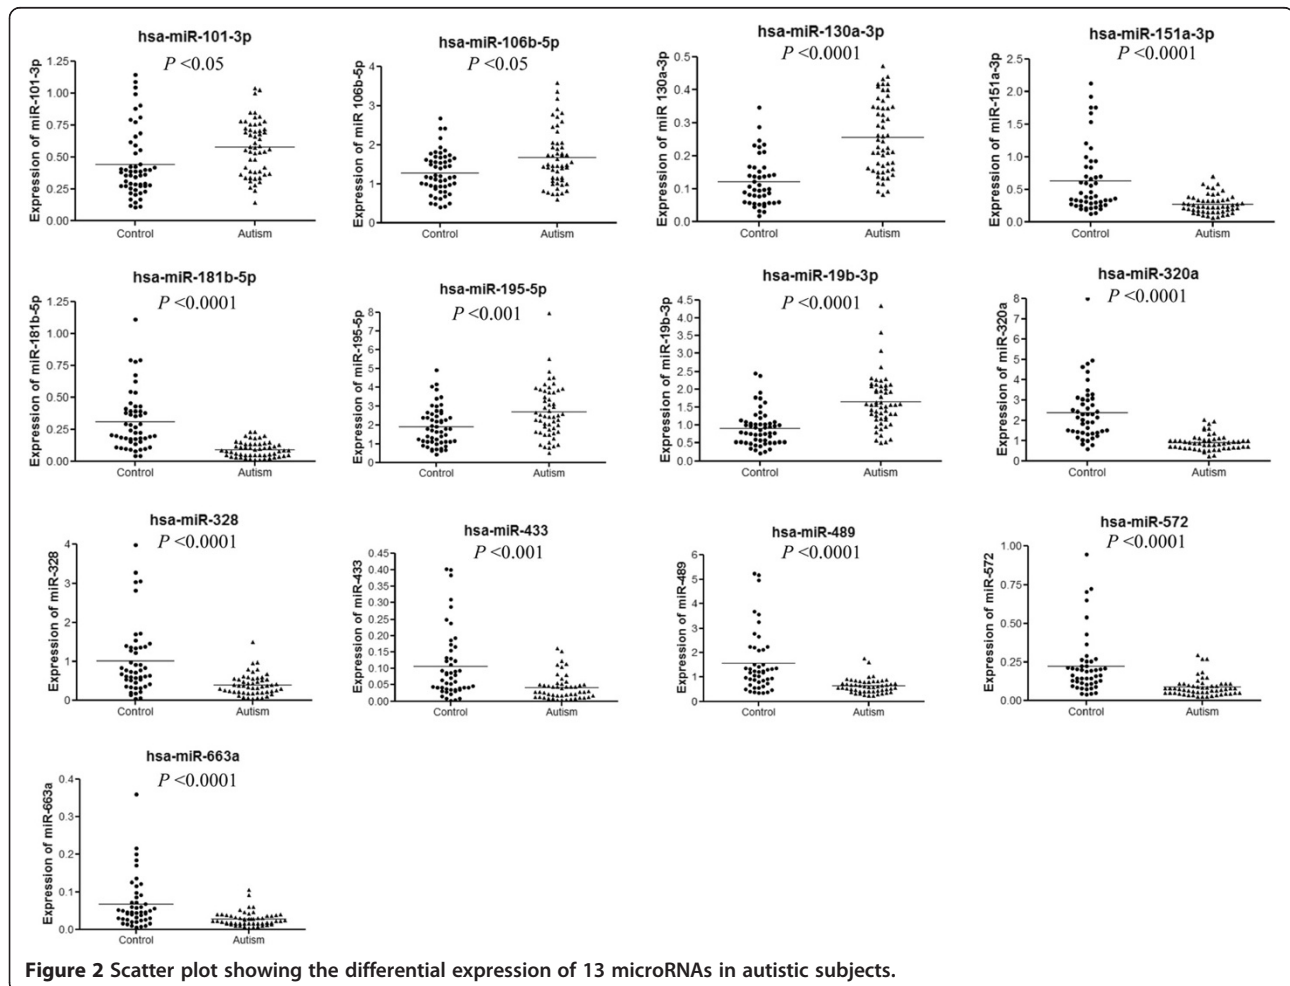 hsa-miR-101-3p
P <0.05
Expression of miR-101-3p
1.25
1.00
0.75
0.50
0.25
0.00
Control
Autism
hsa-miR-106b-5p
P <0.05
Expression of miR 106b-5p
4
3
2
1
0
Control
Autism
hsa-miR-130a-3p
P <0.0001
Expression of miR 130a-3p
0.5
0.4
0.3
0.2
0.1
0.0
Control
Autism
hsa-miR-151a-3p
P <0.0001
Expression of miR-151a-3p
2.5
2.0
1.5
1.0
0.5
0.0
Control
Autism
hsa-miR-181b-5p
P <0.0001
Expression of miR-181b-5p
1.25
1.00
0.75
0.50
0.25
0.00
Control
Autism
hsa-miR-195-5p
P <0.001
Expression of miR-195-5p
8
7
6
5
4
3
2
1
0
Control
Autism
hsa-miR-19b-3p
P <0.0001
Expression of miR-19b-3p
4.5
4.0
3.5
3.0
2.5
2.0
1.5
1.0
0.5
0.0
Control
Autism
hsa-miR-320a
P <0.0001
Expression of miR-320a
8
7
6
5
4
3
2
1
0
Control
Autism
hsa-miR-328
P <0.0001
Expression of miR-328
4
3
2
1
0
Control
Autism
hsa-miR-433
P <0.001
Expression of miR-433
0.45
0.40
0.35
0.30
0.25
0.20
0.15
0.10
0.05
0.00
Control
Autism
hsa-miR-489
P <0.0001
Expression of miR-489
6
5
4
3
2
1
0
Control
Autism
hsa-miR-572
P <0.0001
Expression of miR-572
1.00
0.75
0.50
0.25
0.00
Control
Autism
hsa-miR-663a
P <0.0001
Expression of miR-663a
0.4
0.3
0.2
0.1
0.0
Control
Autism
Figure 2 Scatter plot showing the differential expression of 13 microRNAs in autistic subjects.